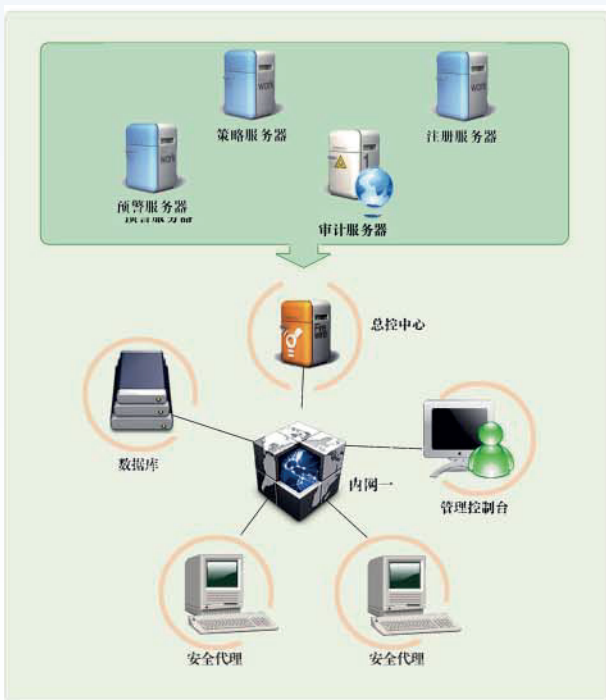 策略服务器
注册服务器
预警服务器
审计服务器
总控中心
数据库
内网一
管理控制台
安全代理
安全代理